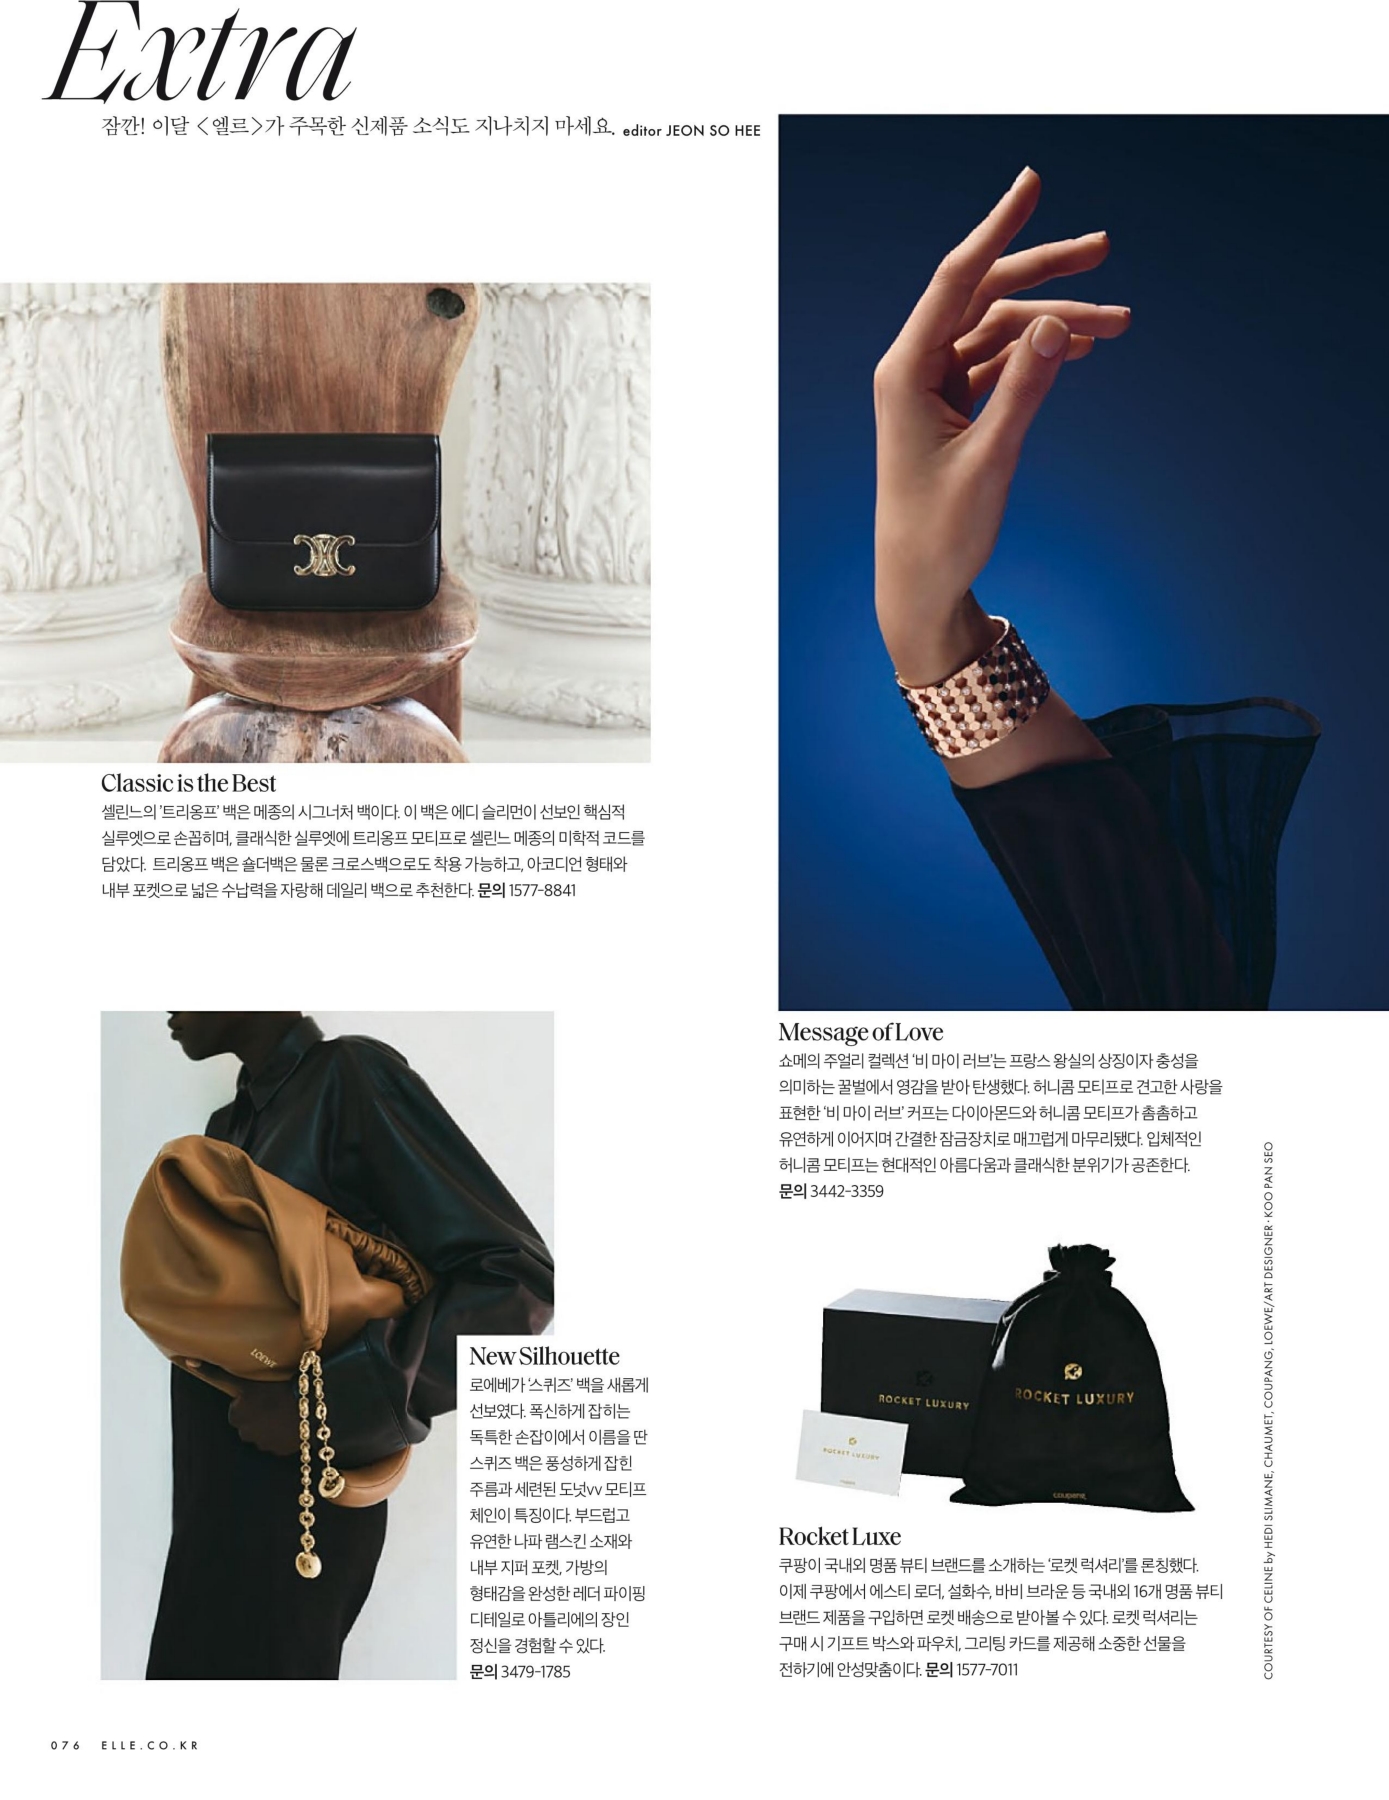 Extra
잠깐! 이달 <엘르>가 주목한 신제품 소식도 지나치지 마세요. editor JEON SO HEE
Classic is the Best
셀린느의 '트리옹프' 백은 메종의 시그너처 백이다. 이 백은 에디 슬리먼이 선보인 핵심적
실루엣으로 손꼽히며, 클래식한 실루엣에 트리옹프 모티프로 셀린느 메종의 미학적 코드를
담았다. 트리옹프 백은 숄더백은 물론 크로스백으로도 착용 가능하고, 아코디언 형태와
내부 포켓으로 넓은 수납력을 자랑해 데일리 백으로 추천한다. 문의 1577-8841
LOEWE
New Silhouette
로에베가 '스퀴즈' 백을 새롭게
선보였다. 폭신하게 잡히는
독특한 손잡이에서 이름을 딴
스퀴즈 백은 풍성하게 잡힌
주름과 세련된 도넛vv 모티프
체인이 특징이다. 부드럽고
유연한 나파 램스킨 소재와
내부 지퍼 포켓, 가방의
형태감을 완성한 레더 파이핑
디테일로 아틀리에의 장인
정신을 경험할 수 있다.
문의 3479-1785
Message of Love
쇼메의 주얼리 컬렉션 '비 마이 러브'는 프랑스 왕실의 상징이자 충성을
의미하는 꿀벌에서 영감을 받아 탄생했다. 허니콤 모티프로 견고한 사랑을
표현한 '비 마이 러브' 커프는 다이아몬드와 허니콤 모티프가 촘촘하고
유연하게 이어지며 간결한 잠금장치로 매끄럽게 마무리됐다. 입체적인
허니콤 모티프는 현대적인 아름다움과 클래식한 분위기가 공존한다.
문의 3442-3359
ROCKET LUXURY
ROCKET LUXURY
ROCKET LUXURY
coupang
Rocket Luxe
쿠팡이 국내외 명품 뷰티 브랜드를 소개하는 '로켓 럭셔리'를 론칭했다.
이제 쿠팡에서 에스티 로더, 설화수, 바비 브라운 등 국내외 16개 명품 뷰티
브랜드 제품을 구입하면 로켓 배송으로 받아볼 수 있다. 로켓 럭셔리는
구매 시 기프트 박스와 파우치, 그리팅 카드를 제공해 소중한 선물을
전하기에 안성맞춤이다. 문의 1577-7011
COURTESY OF CELINE by HEDI SLIMANE, CHAUMET, COUPANG, LOEWE/ART DESIGNER·KOO PAN SEO
076 ELLE.CO.KR